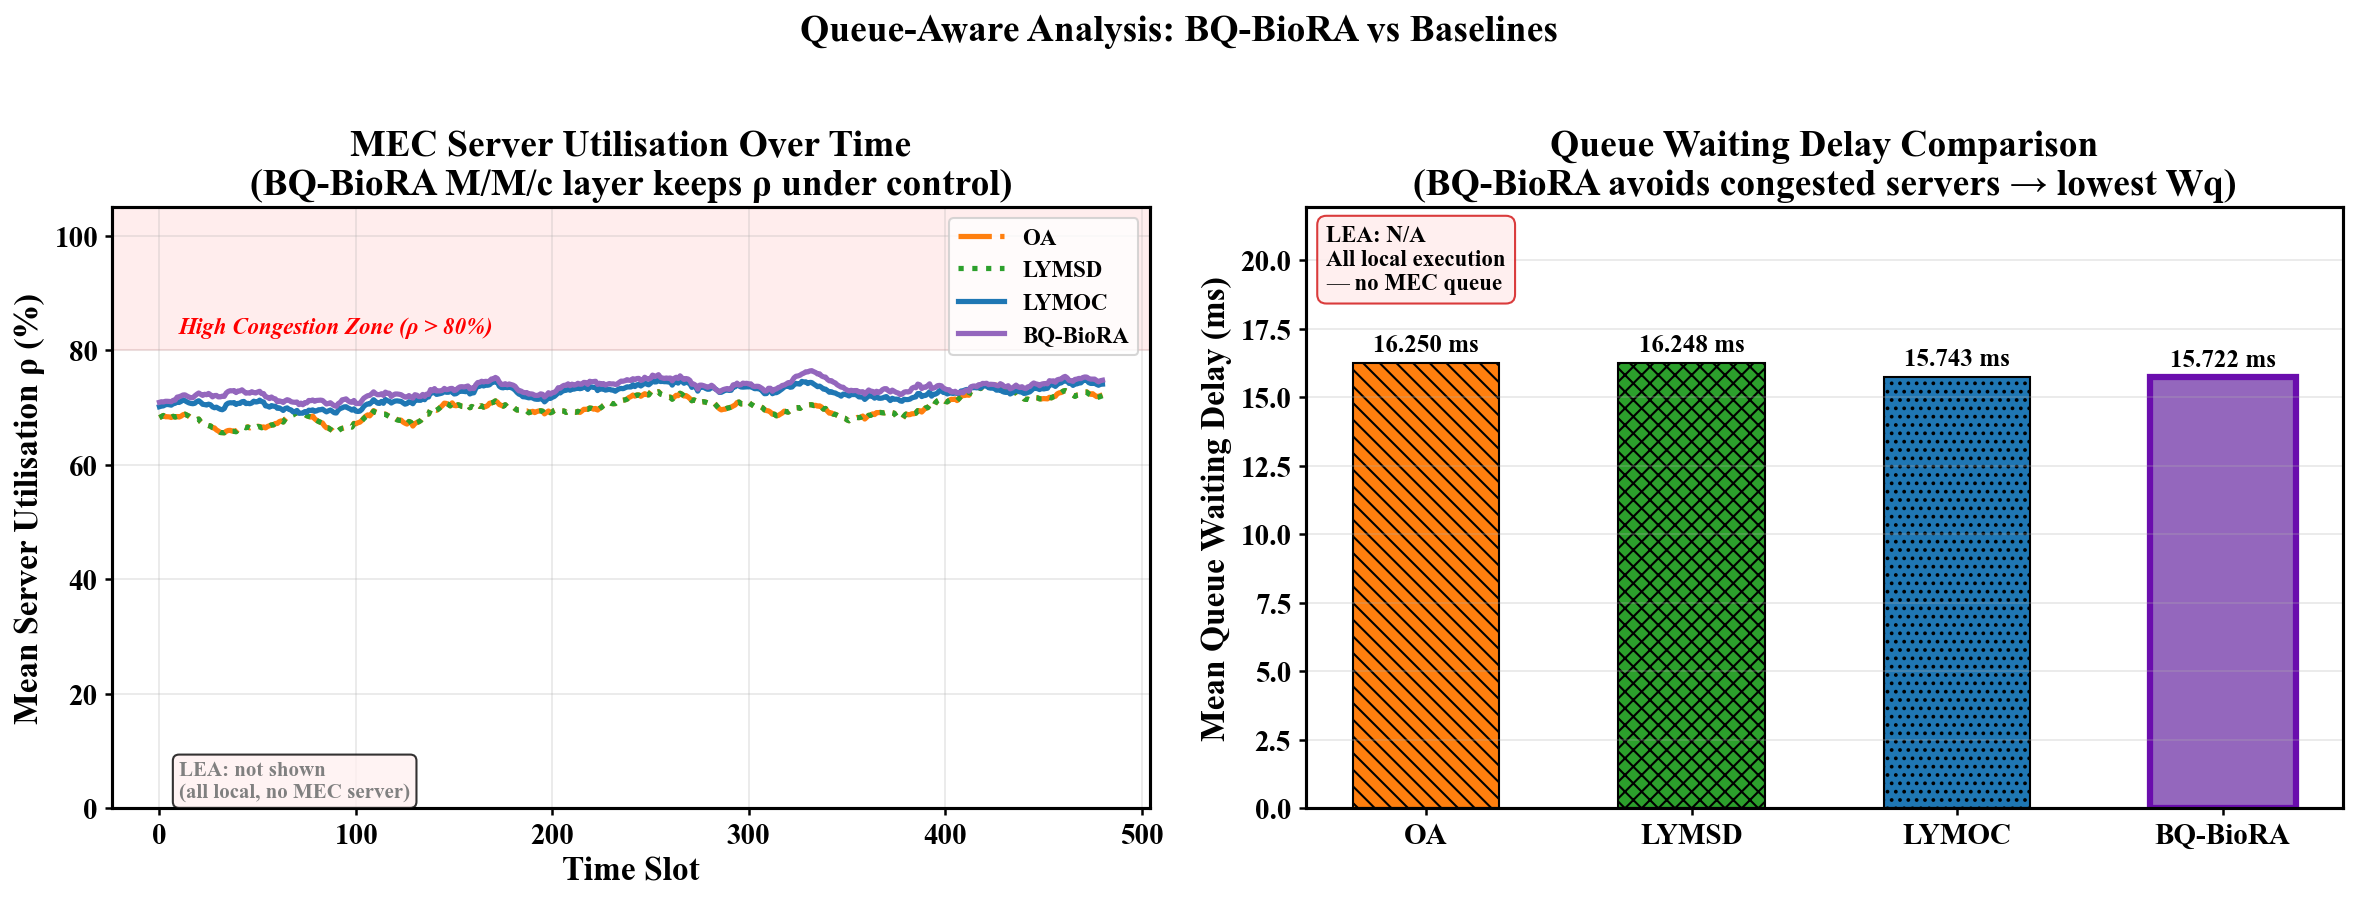 Queue-Aware Analysis: BQ-BioRA vs Baselines
MEC Server Utilisation Over Time
(BQ-BioRA M/M/c layer keeps ρ under control)
Mean Server Utilisation ρ (%)
100
80
60
40
20
0
High Congestion Zone (ρ > 80%)
OA
LYMSD
LYMOC
BQ-BioRA
LEA: not shown
(all local, no MEC server)
0
100
200
300
400
500
Time Slot
Queue Waiting Delay Comparison
(BQ-BioRA avoids congested servers → lowest Wq)
Mean Queue Waiting Delay (ms)
20.0
17.5
15.0
12.5
10.0
7.5
5.0
2.5
0.0
LEA: N/A
All local execution
— no MEC queue
16.250 ms
16.248 ms
15.743 ms
15.722 ms
OA
LYMSD
LYMOC
BQ-BioRA